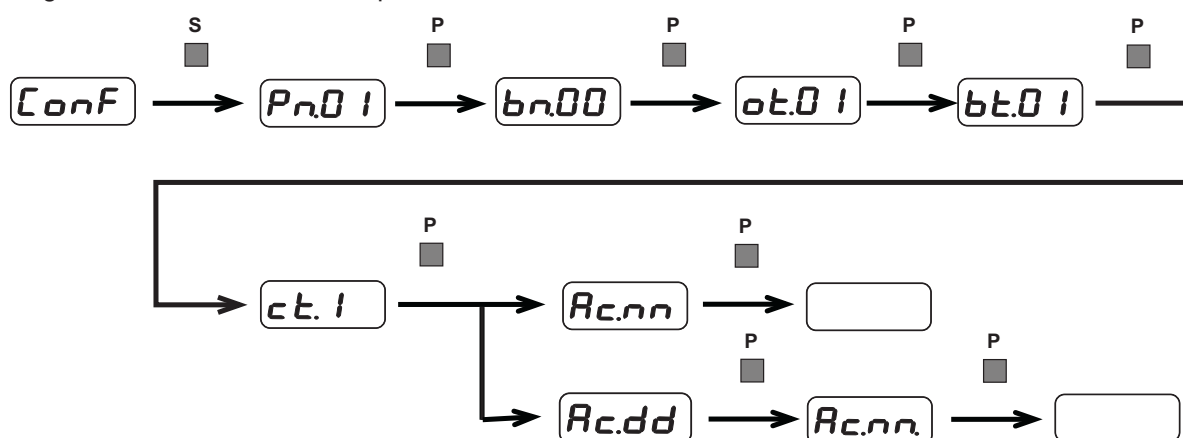 S P P P P
ConF Pn.01 bn.00 ot.01 bt.01
P P
ct.1 Ac.nn
P P
Ac.dd Ac.nn.